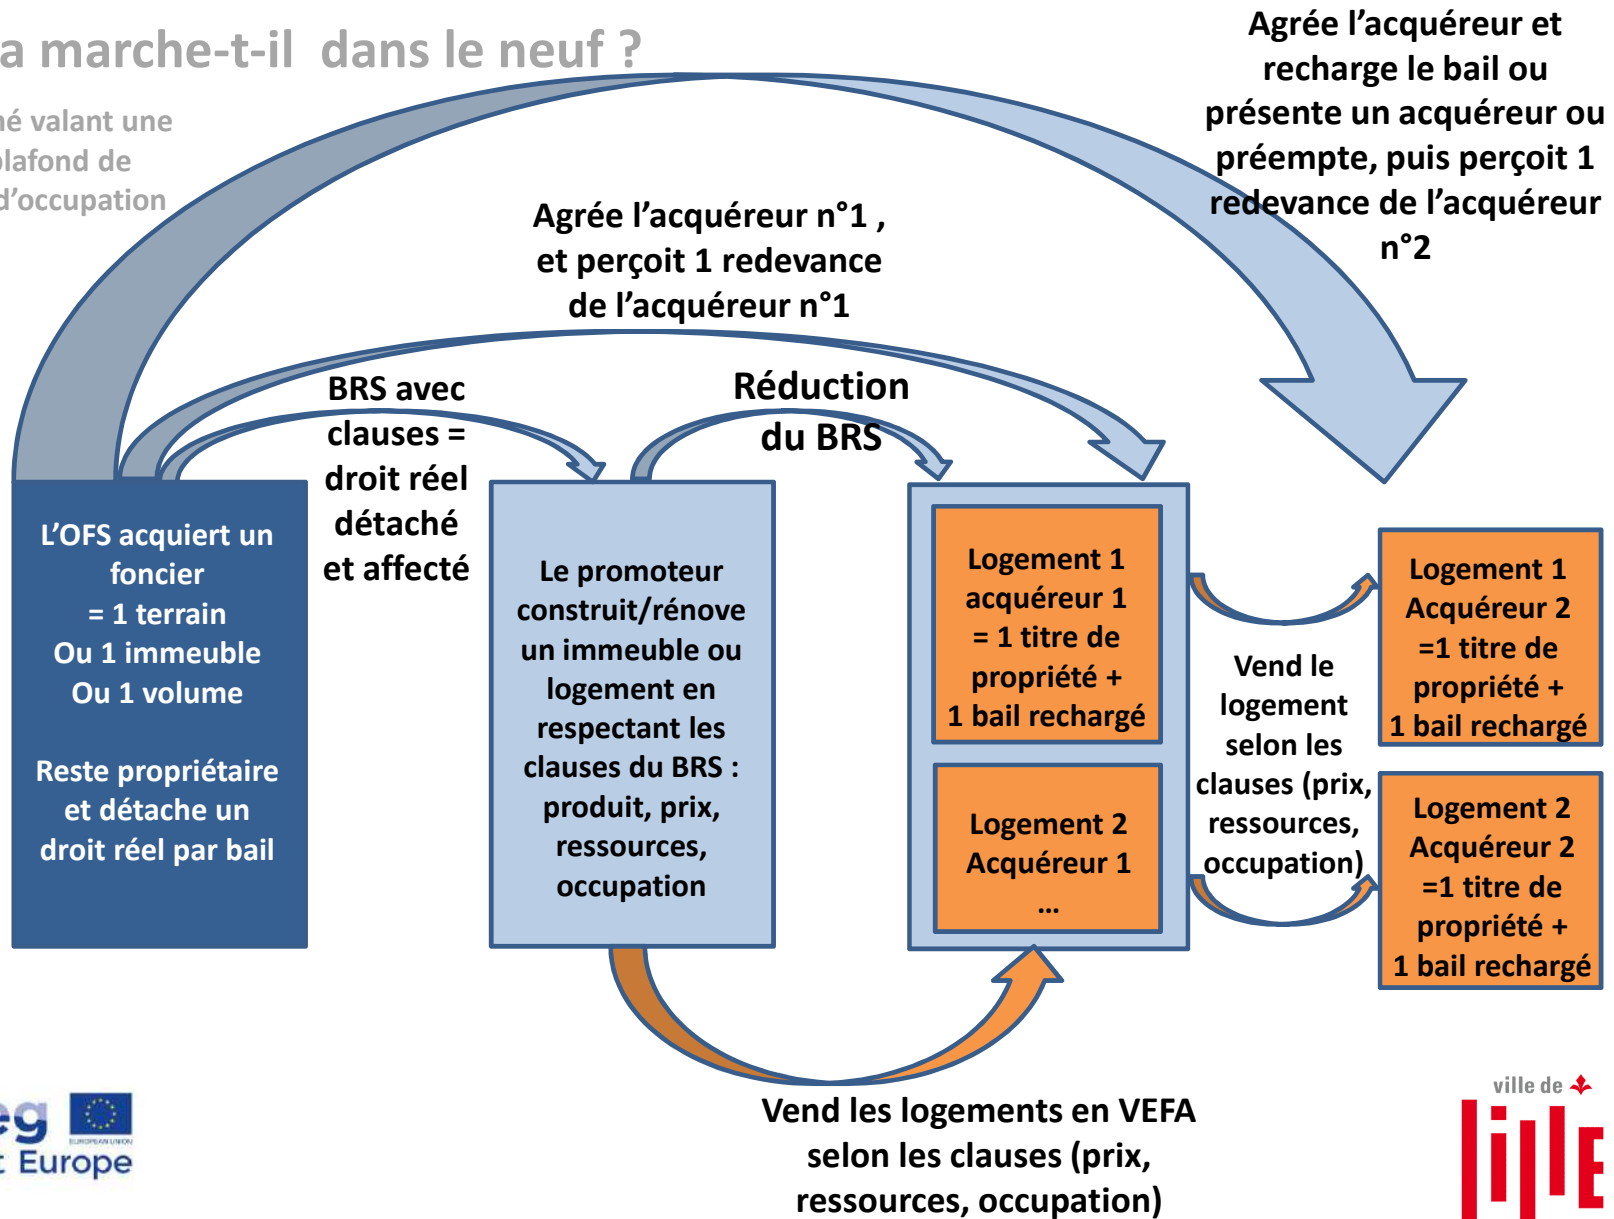 a marche-t-il dans le neuf ?
né valant une
plafond de
d’occupation
Agrée l’acquéreur et
recharge le bail ou
présente un acquéreur ou
préempte, puis perçoit 1
redevance de l’acquéreur
n°2
Agrée l’acquéreur n°1 ,
et perçoit 1 redevance
de l’acquéreur n°1
BRS avec
clauses =
droit réel
détaché
et affecté
Réduction
du BRS
L’OFS acquiert un
foncier
= 1 terrain
Ou 1 immeuble
Ou 1 volume
Reste propriétaire
et détache un
droit réel par bail
Le promoteur
construit/rénove
un immeuble ou
logement en
respectant les
clauses du BRS :
produit, prix,
ressources,
occupation
Logement 1
acquéreur 1
= 1 titre de
propriété +
1 bail rechargé
Logement 2
Acquéreur 1
...
Vend le
logement
selon les
clauses (prix,
ressources,
occupation)
Logement 1
Acquéreur 2
=1 titre de
propriété +
1 bail rechargé
Logement 2
Acquéreur 2
=1 titre de
propriété +
1 bail rechargé
Vend les logements en VEFA
selon les clauses (prix,
ressources, occupation)
eg
EUROPEAN UNION
t Europe
ville de
lille